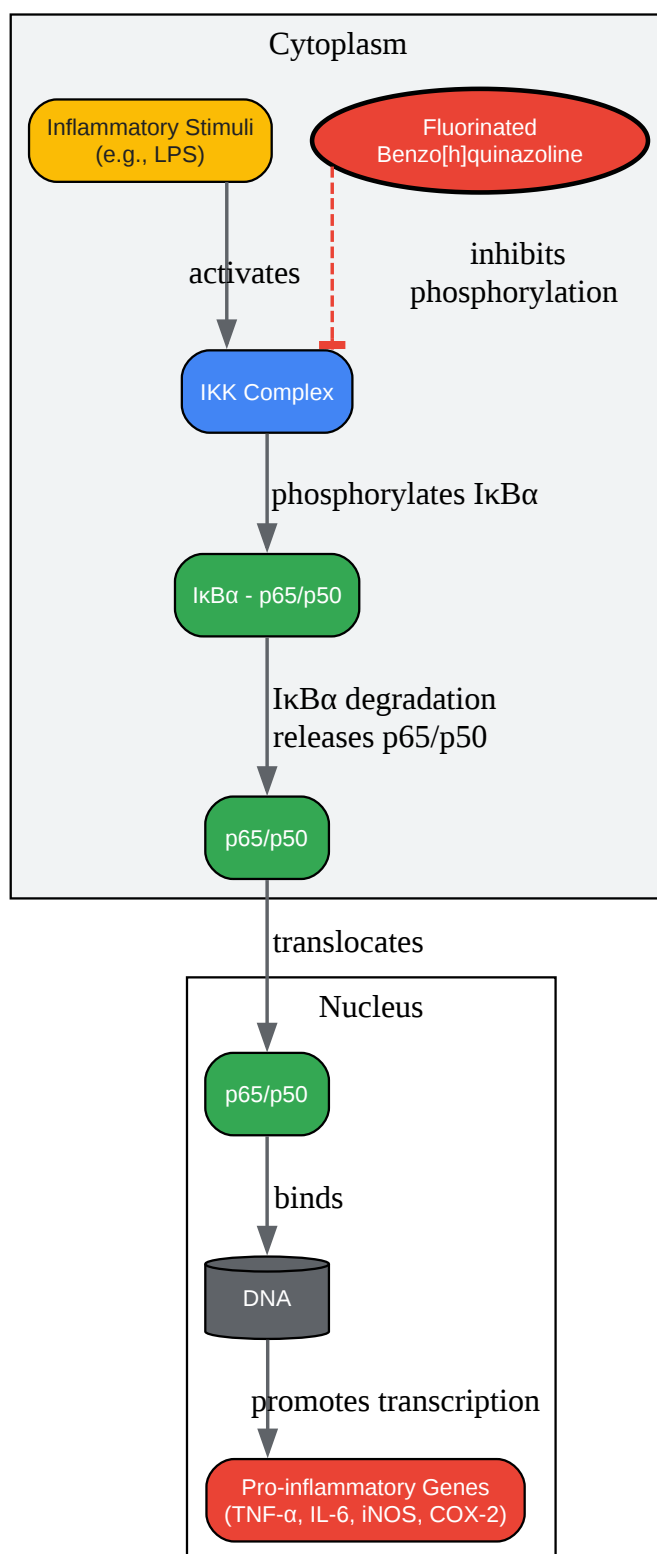 Cytoplasm
Inflammatory Stimuli
(e.g., LPS)
Fluorinated
Benzo[h]quinazoline
activates
inhibits
phosphorylation
IKK Complex
phosphorylates IκBα
IκBα - p65/p50
IκBα degradation
releases p65/p50
p65/p50
translocates
Nucleus
p65/p50
binds
DNA
promotes transcription
Pro-inflammatory Genes
(TNF-α, IL-6, iNOS, COX-2)